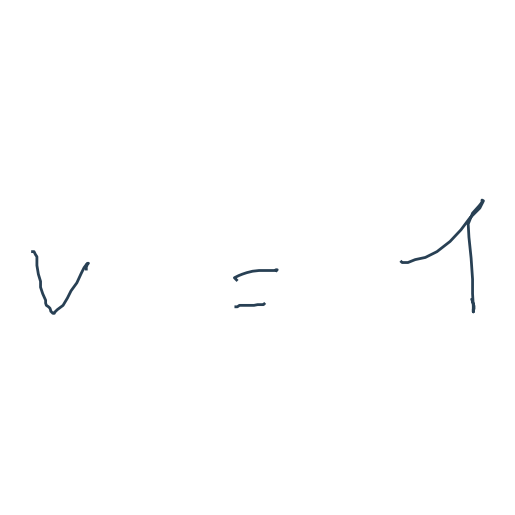 v = 1